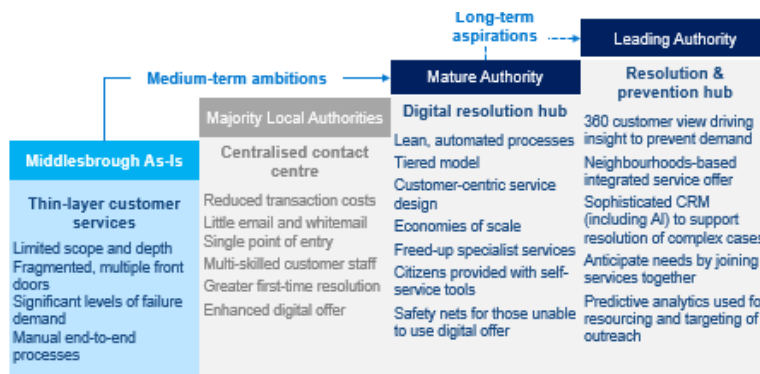 Long-term
aspirations
Leading Authority
Medium-term ambitions
Mature Authority
Resolution &
prevention hub
Majority Local Authorities
Digital resolution hub
360 customer view driving
insight to prevent demand
Neighbourhoods-based
integrated service offer
Sophisticated CRM
(including AI) to support
resolution of complex cases
Anticipate needs by joining
services together
Predictive analytics used fo
resourcing and targeting of
outreach
Lean, automated processes
Tiered model
Customer-centric service
design
Economies of scale
Freed-up specialist services
Citizens provided with self-
service tools
Safety nets for those unable
to use digital offer
Centralised contact
centre
Reduced transaction costs
Little email and whitemail
Single point of entry
Multi-skilled customer staff
Greater first-time resolution
Enhanced digital offer
Middlesbrough As-Is
Thin-layer customer
services
Limited scope and depth
Fragmented, multiple front
doors
Significant levels of failure
demand
Manual end-to-end
processes